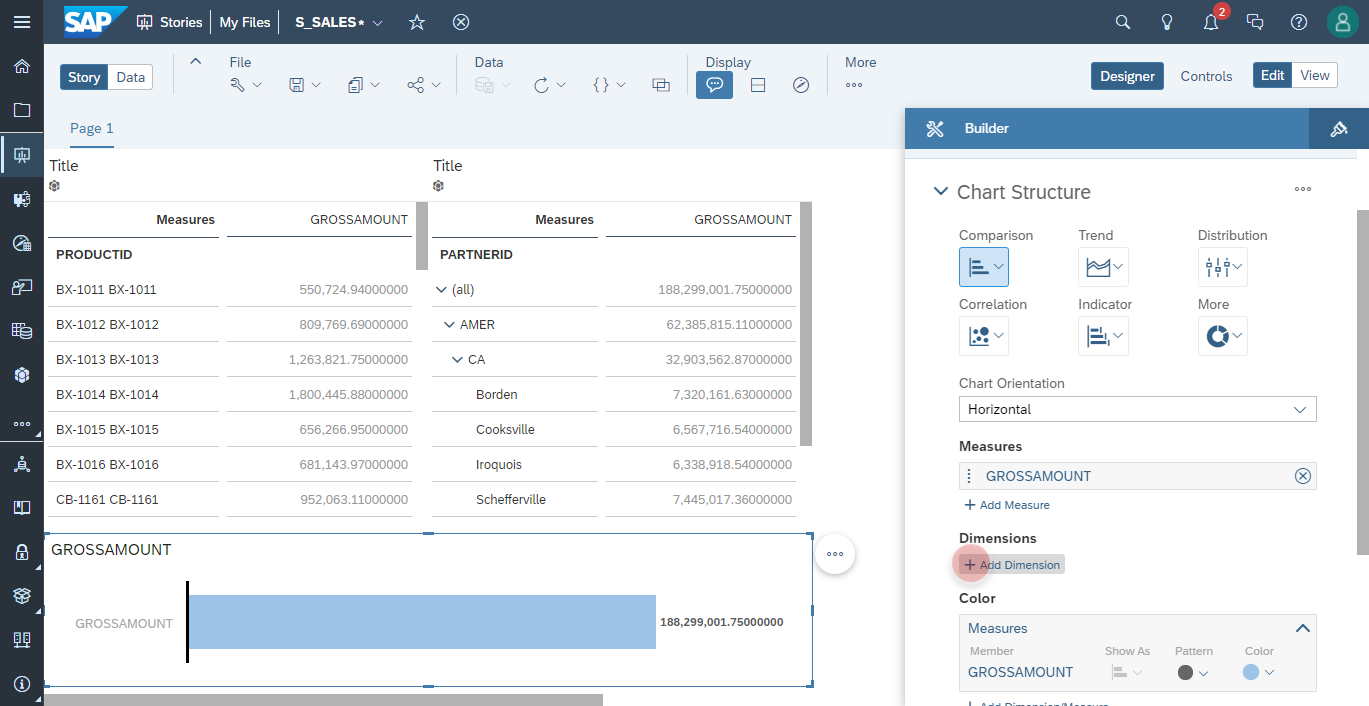 SAP Stories My Files S_SALES* 2
Story Data File Data Display More Designer Controls Edit View
Page 1
Title
Measures GROSSAMOUNT
PRODUCTID
BX-1011 BX-1011 550,724.94000000
BX-1012 BX-1012 809,769.69000000
BX-1013 BX-1013 1,263,821.75000000
BX-1014 BX-1014 1,800,445.88000000
BX-1015 BX-1015 656,266.95000000
BX-1016 BX-1016 681,143.97000000
CB-1161 CB-1161 952,063.11000000
Title
Measures GROSSAMOUNT
PARTNERID
(all) 188,299,001.75000000
AMER 62,385,815.11000000
CA 32,903,562.87000000
Borden 7,320,161.63000000
Cooksville 6,567,716.54000000
Iroquois 6,338,918.54000000
Schefferville 7,445,017.36000000
GROSSAMOUNT
GROSSAMOUNT 188,299,001.75000000
Builder
Chart Structure
Comparison Trend Distribution
Correlation Indicator More
Chart Orientation
Horizontal
Measures
GROSSAMOUNT
+ Add Measure
Dimensions
+ Add Dimension
Color
Measures
Member Show As Pattern Color
GROSSAMOUNT
+ Add Dimension/Measure